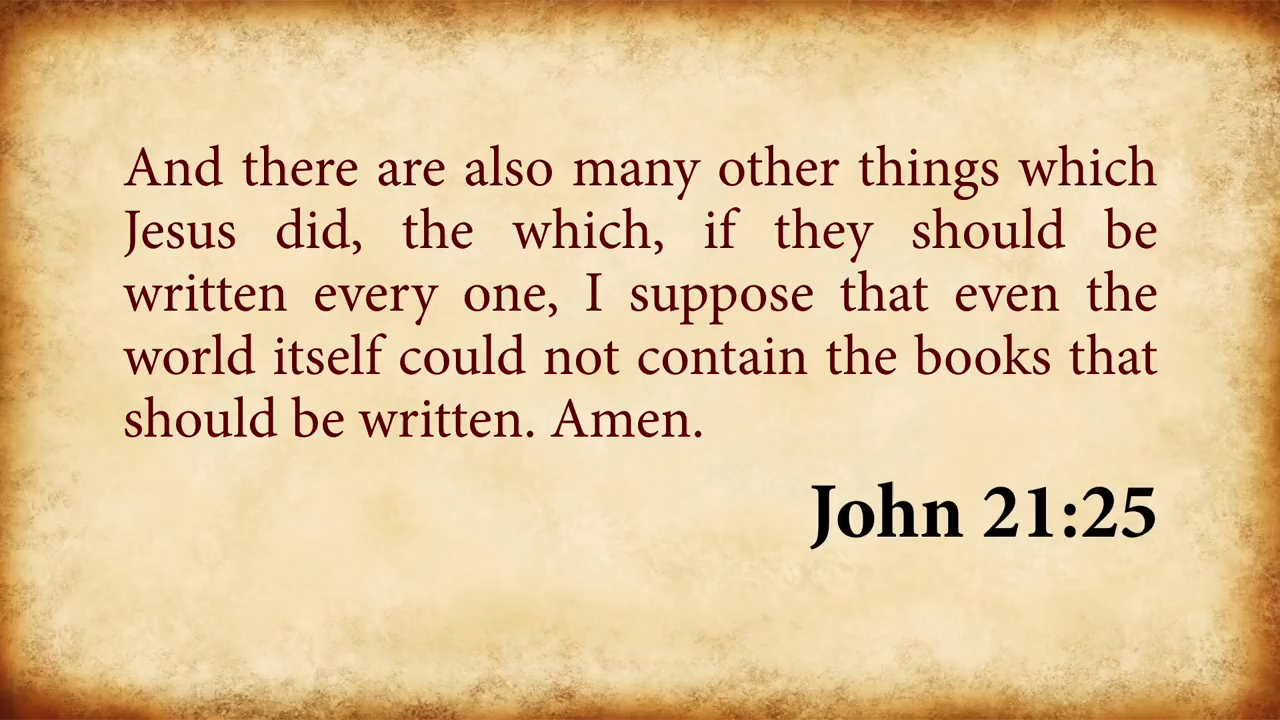 And there are also many other things which
Jesus did, the which, if they should be
written every one, I suppose that even the
world itself could not contain the books that
should be written. Amen.
John 21:25